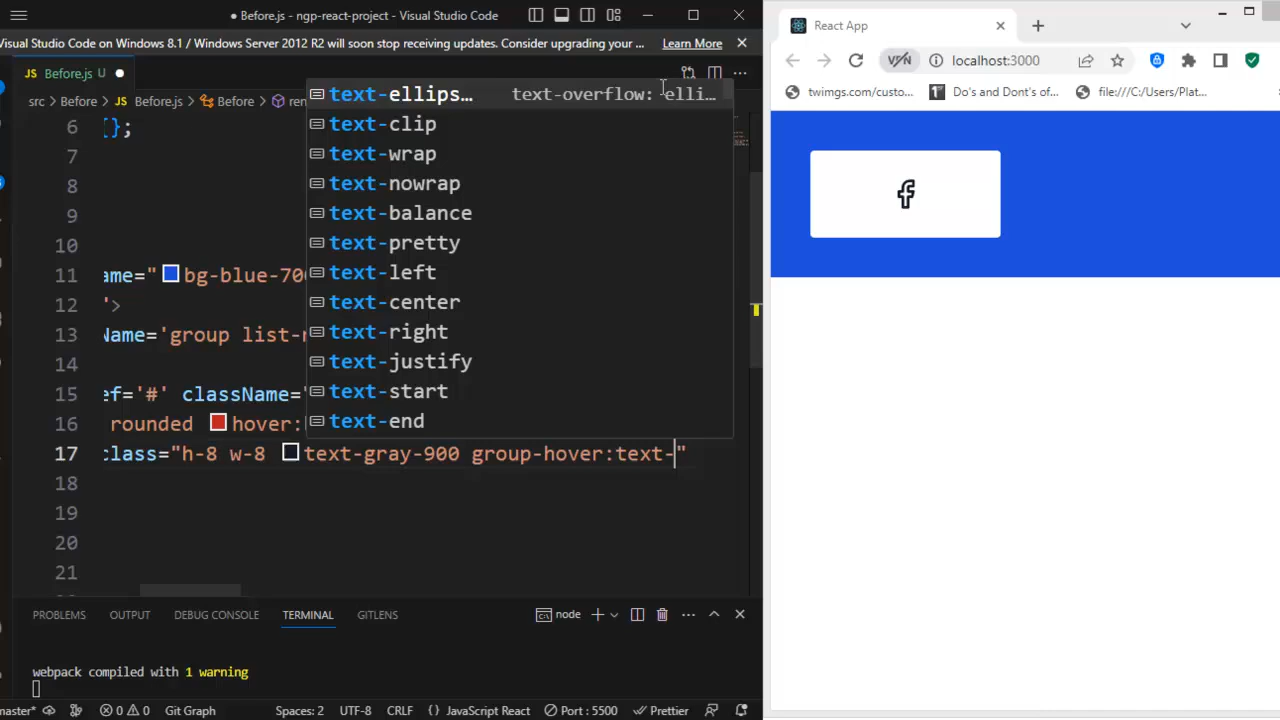 Before.js - ngp-react-project - Visual Studio Code
Visual Studio Code on Windows 8.1 / Windows Server 2012 R2 will soon stop receiving updates. Consider upgrading your ...
Learn More
Before.js U
src > Before > JS Before.js > Before >
text-ellips… text-overflow: elli…
text-clip
text-wrap
text-nowrap
text-balance
text-pretty
text-left
text-center
text-right
text-justify
text-start
text-end
6 {};
7
8
9
10
11 ame=" bg-blue-700
12 ">
13 Name='group list-
14
15 ef='#' className="
16 rounded hover:
17 class="h-8 w-8 text-gray-900 group-hover:text-"
18
19
20
21
PROBLEMS OUTPUT DEBUG CONSOLE TERMINAL GITLENS
node
webpack compiled with 1 warning
master* 0 0 Git Graph Spaces: 2 UTF-8 CRLF {} JavaScript React Port : 5500 Prettier
React App
VPN localhost:3000
twimgs.com/custo... Do's and Dont's of... file:///C:/Users/Plat...